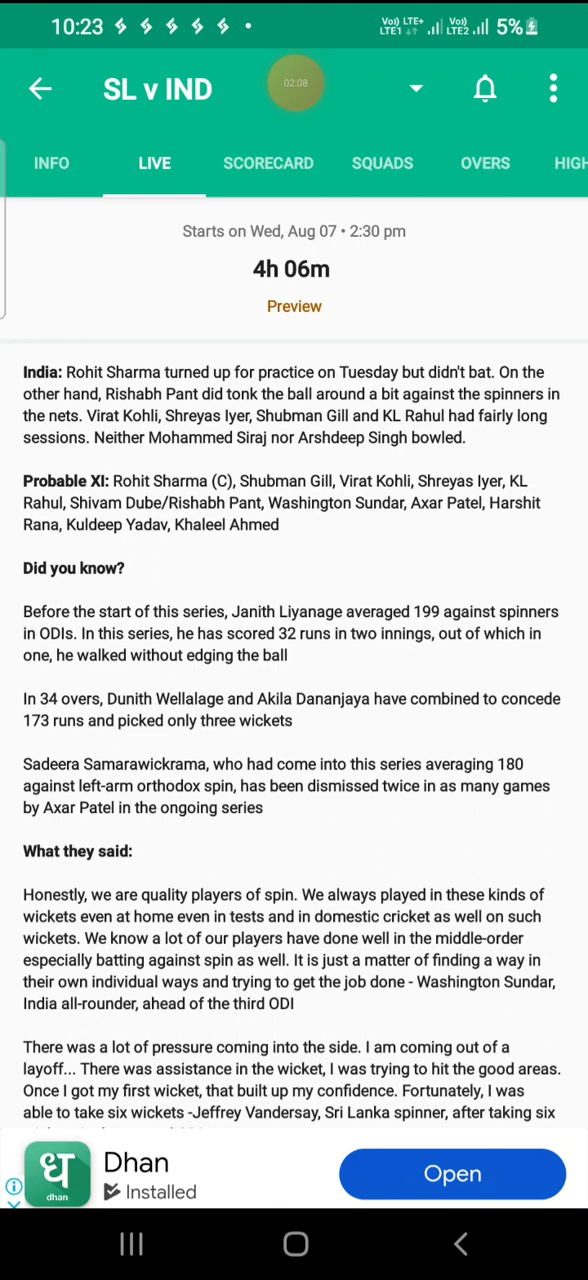 10:23
Vo)) LTE+
LTE1
Vo))
LTE2
5%
SL v IND
02:08
INFO LIVE SCORECARD SQUADS OVERS HIGH
Starts on Wed, Aug 07 • 2:30 pm
4h 06m
Preview
India: Rohit Sharma turned up for practice on Tuesday but didn't bat. On the
other hand, Rishabh Pant did tonk the ball around a bit against the spinners in
the nets. Virat Kohli, Shreyas Iyer, Shubman Gill and KL Rahul had fairly long
sessions. Neither Mohammed Siraj nor Arshdeep Singh bowled.
Probable XI: Rohit Sharma (C), Shubman Gill, Virat Kohli, Shreyas Iyer, KL
Rahul, Shivam Dube/Rishabh Pant, Washington Sundar, Axar Patel, Harshit
Rana, Kuldeep Yadav, Khaleel Ahmed
Did you know?
Before the start of this series, Janith Liyanage averaged 199 against spinners
in ODIs. In this series, he has scored 32 runs in two innings, out of which in
one, he walked without edging the ball
In 34 overs, Dunith Wellalage and Akila Dananjaya have combined to concede
173 runs and picked only three wickets
Sadeera Samarawickrama, who had come into this series averaging 180
against left-arm orthodox spin, has been dismissed twice in as many games
by Axar Patel in the ongoing series
What they said:
Honestly, we are quality players of spin. We always played in these kinds of
wickets even at home even in tests and in domestic cricket as well on such
wickets. We know a lot of our players have done well in the middle-order
especially batting against spin as well. It is just a matter of finding a way in
their own individual ways and trying to get the job done - Washington Sundar,
India all-rounder, ahead of the third ODI
There was a lot of pressure coming into the side. I am coming out of a
layoff... There was assistance in the wicket, I was trying to hit the good areas.
Once I got my first wicket, that built up my confidence. Fortunately, I was
able to take six wickets -Jeffrey Vandersay, Sri Lanka spinner, after taking six
ध
dhan
Dhan
Installed
Open